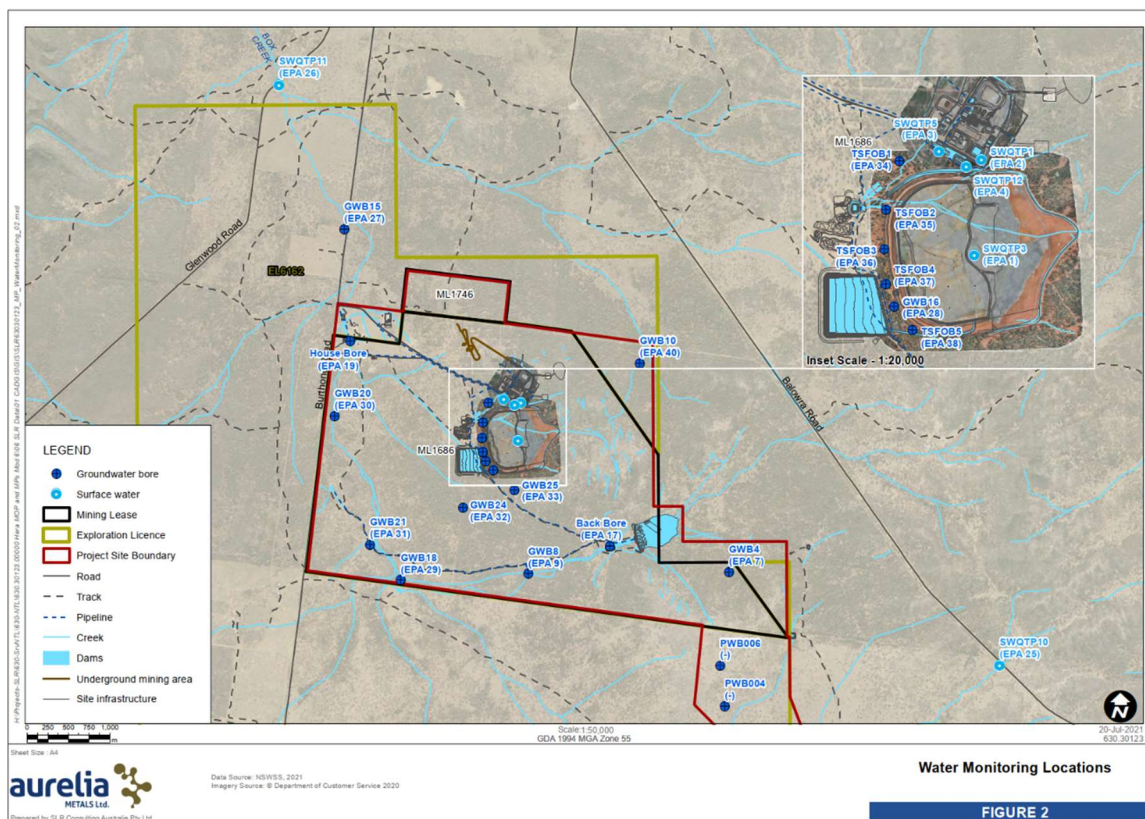 BOX
CREEK
SWQTP11
(EPA 26)
GWB15
(EPA 27)
Glenwood Road
EL6162
ML1746
House Bore
(EPA 19)
GWB10
(EPA 40)
GWB20
(EPA 30)
Balowra Road
ML1686
GWB25
(EPA 33)
GWB24
(EPA 32)
GWB21
(EPA 31)
GWB18
(EPA 29)
GWB8
(EPA 9)
Back Bore
(EPA 17)
GWB4
(EPA 7)
PWB006
(-)
PWB004
(-)
SWQTP10
(EPA 25)
ML1686
SWQTP5
(EPA 3)
TSFOB1
(EPA 34)
SWQTP1
(EPA 2)
SWQTP12
(EPA 4)
TSFOB2
(EPA 35)
TSFOB3
(EPA 36)
SWQTP3
(EPA 1)
TSFOB4
(EPA 37)
GWB16
(EPA 28)
TSFOB5
(EPA 38)
Inset Scale - 1:20,000
LEGEND
Groundwater bore
Surface water
Mining Lease
Exploration Licence
Project Site Boundary
Road
Track
Pipeline
Creek
Dams
Underground mining area
Site infrastructure
0 250 500 750 1,000
m
Scale:1:50,000
GDA 1994 MGA Zone 55
N
20-Jul-2021
630.30123
Sheet Size : A4
aurelia
METALS Ltd.
Prepared by SLR Consulting Australia Pty Ltd
Data Source: NSWSS, 2021
Imagery Source: © Department of Customer Service 2020
Water Monitoring Locations
FIGURE 2